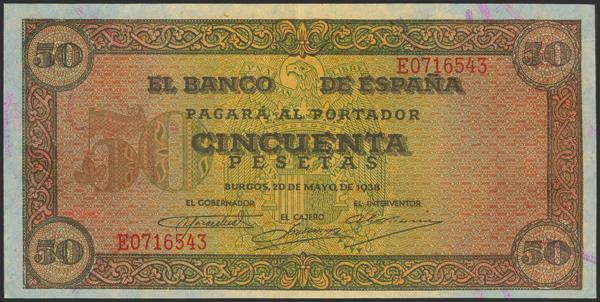 50 50
E0716543
EL BANCO DE ESPAÑA
PAGARÁ AL PORTADOR
50
CINCUENTA
PESETAS
BURGOS, 20 DE MAYO DE 1938
EL GOBERNADOR EL CAJERO EL INTERVENTOR
E0716543
50 50